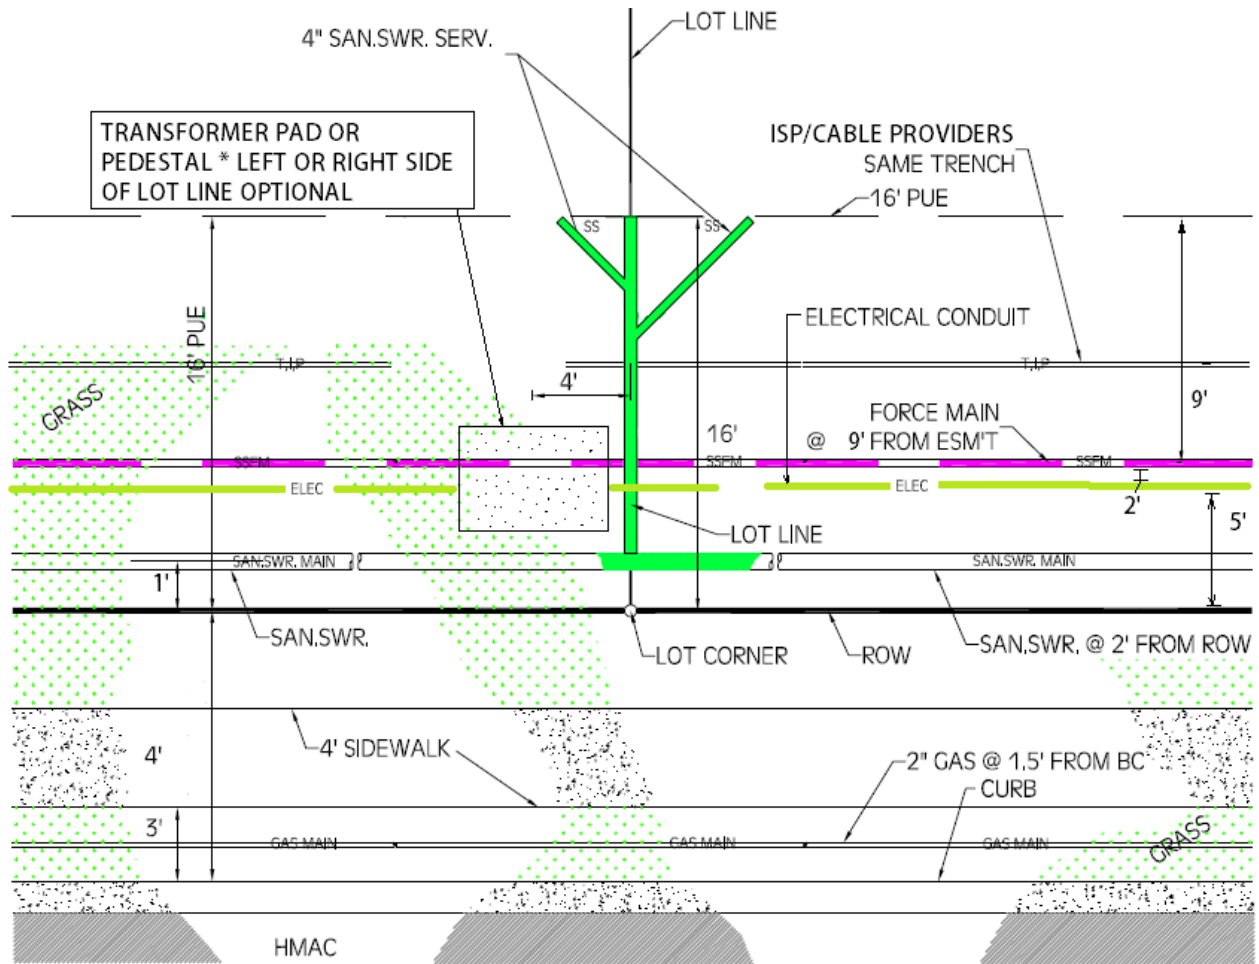 LOT LINE
4" SAN.SWR. SERV.
TRANSFORMER PAD OR
PEDESTAL * LEFT OR RIGHT SIDE
OF LOT LINE OPTIONAL
ISP/CABLE PROVIDERS
SAME TRENCH
16' PUE
SS
SS
16' PUE
ELECTRICAL CONDUIT
T,I,P
T,I,P
4'
9'
GRASS
FORCE MAIN
16'
@ 9' FROM ESM'T
SSFM
SSFM
SSFM
ELEC
ELEC
2'
5'
LOT LINE
SAN.SWR. MAIN
SAN.SWR. MAIN
1'
SAN.SWR.
LOT CORNER
ROW
SAN.SWR. @ 2' FROM ROW
4'
4' SIDEWALK
2" GAS @ 1.5' FROM BC
CURB
3'
GAS MAIN
GAS MAIN
GAS MAIN
GRASS
HMAC